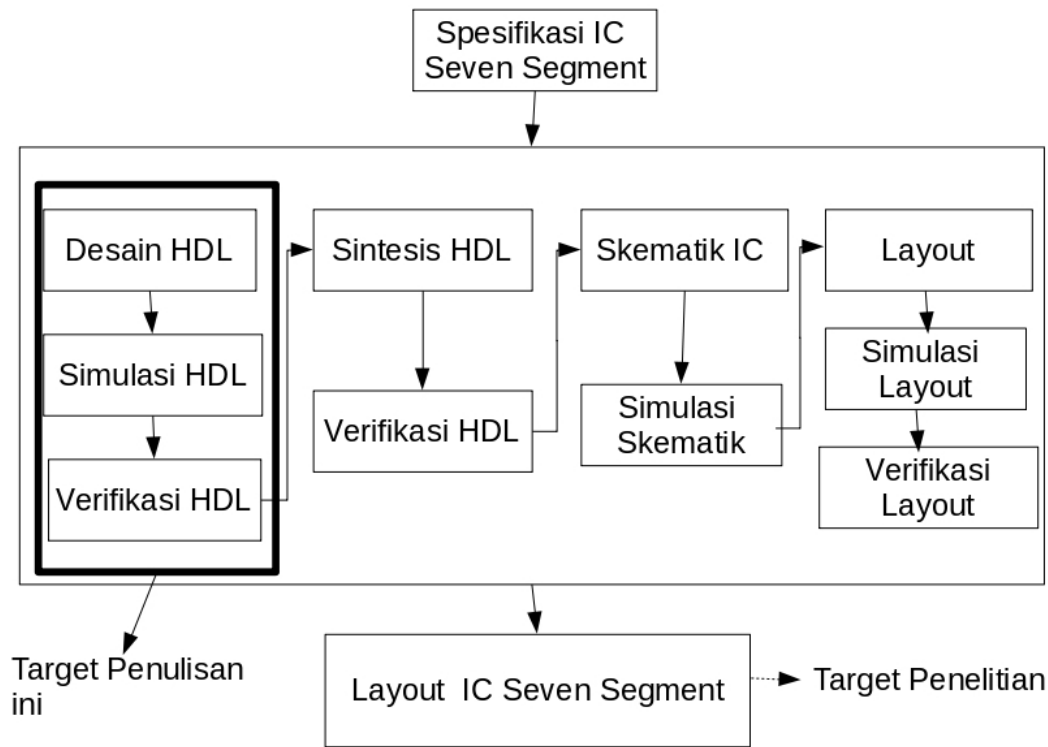 Spesifikasi IC
Seven Segment
Desain HDL
Simulasi HDL
Verifikasi HDL
Sintesis HDL
Verifikasi HDL
Skematik IC
Simulasi
Skematik
Layout
Simulasi
Layout
Verifikasi
Layout
Target Penulisan
ini
Layout IC Seven Segment
Target Penelitian